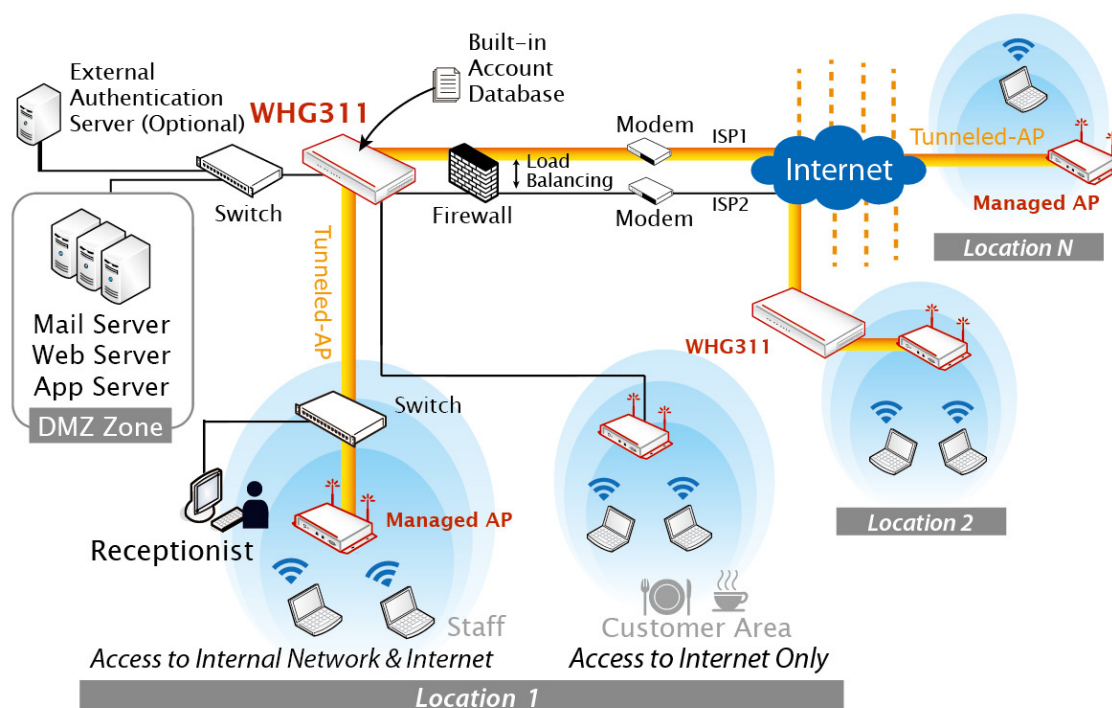 External
Authentication
Server (Optional)
WHG311
Built-in
Account
Database
Switch
Firewall
Load
Balancing
Modem
ISP1
Modem
ISP2
Internet
Tunneled-AP
Managed AP
Location N
Mail Server
Web Server
App Server
DMZ Zone
Tunneled-AP
Switch
Receptionist
Managed AP
Staff
Access to Internal Network & Internet
Customer Area
Access to Internet Only
Location 1
WHG311
Location 2